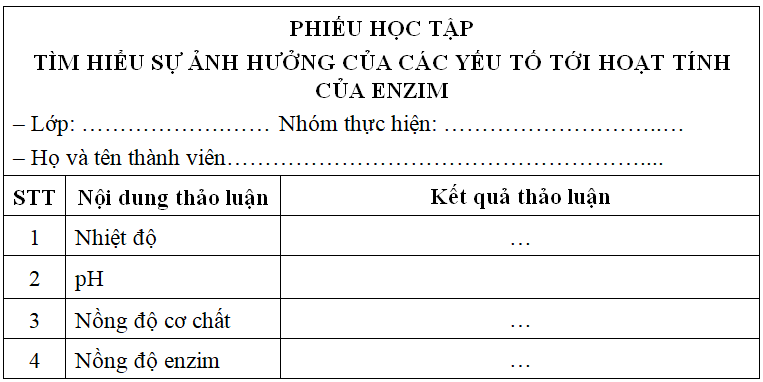 PHIẾU HỌC TẬP
TÌM HIỂU SỰ ẢNH HƯỞNG CỦA CÁC YẾU TỐ TỚI HOẠT TÍNH
CỦA ENZIM
– Lớp: …………………… Nhóm thực hiện: ………………………..…
– Họ và tên thành viên………………………………………………...
STT Nội dung thảo luận Kết quả thảo luận
1 Nhiệt độ …
2 pH
3 Nồng độ cơ chất …
4 Nồng độ enzim …